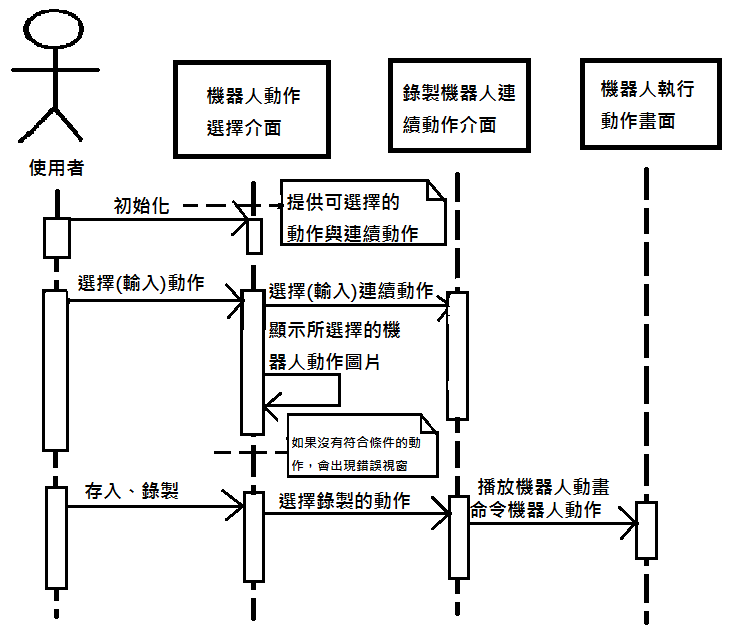 機器人動作
選擇介面
錄製機器人連
續動作介面
機器人執行
動作畫面
使用者
初始化
提供可選擇的
動作與連續動作
選擇(輸入)動作
選擇(輸入)連續動作
顯示所選擇的機
器人動作圖片
如果沒有符合條件的動
作，會出現錯誤視窗
存入、錄製
選擇錄製的動作
播放機器人動畫
命令機器人動作